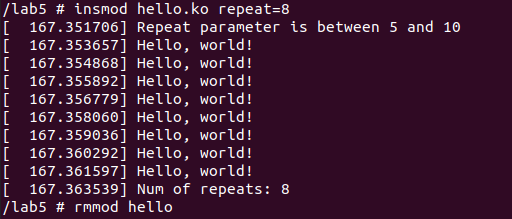 /lab5 # insmod hello.ko repeat=8
[  167.351706] Repeat parameter is between 5 and 10
[  167.353657] Hello, world!
[  167.354868] Hello, world!
[  167.355892] Hello, world!
[  167.356779] Hello, world!
[  167.358060] Hello, world!
[  167.359036] Hello, world!
[  167.360292] Hello, world!
[  167.361597] Hello, world!
[  167.363539] Num of repeats: 8
/lab5 # rmmod hello